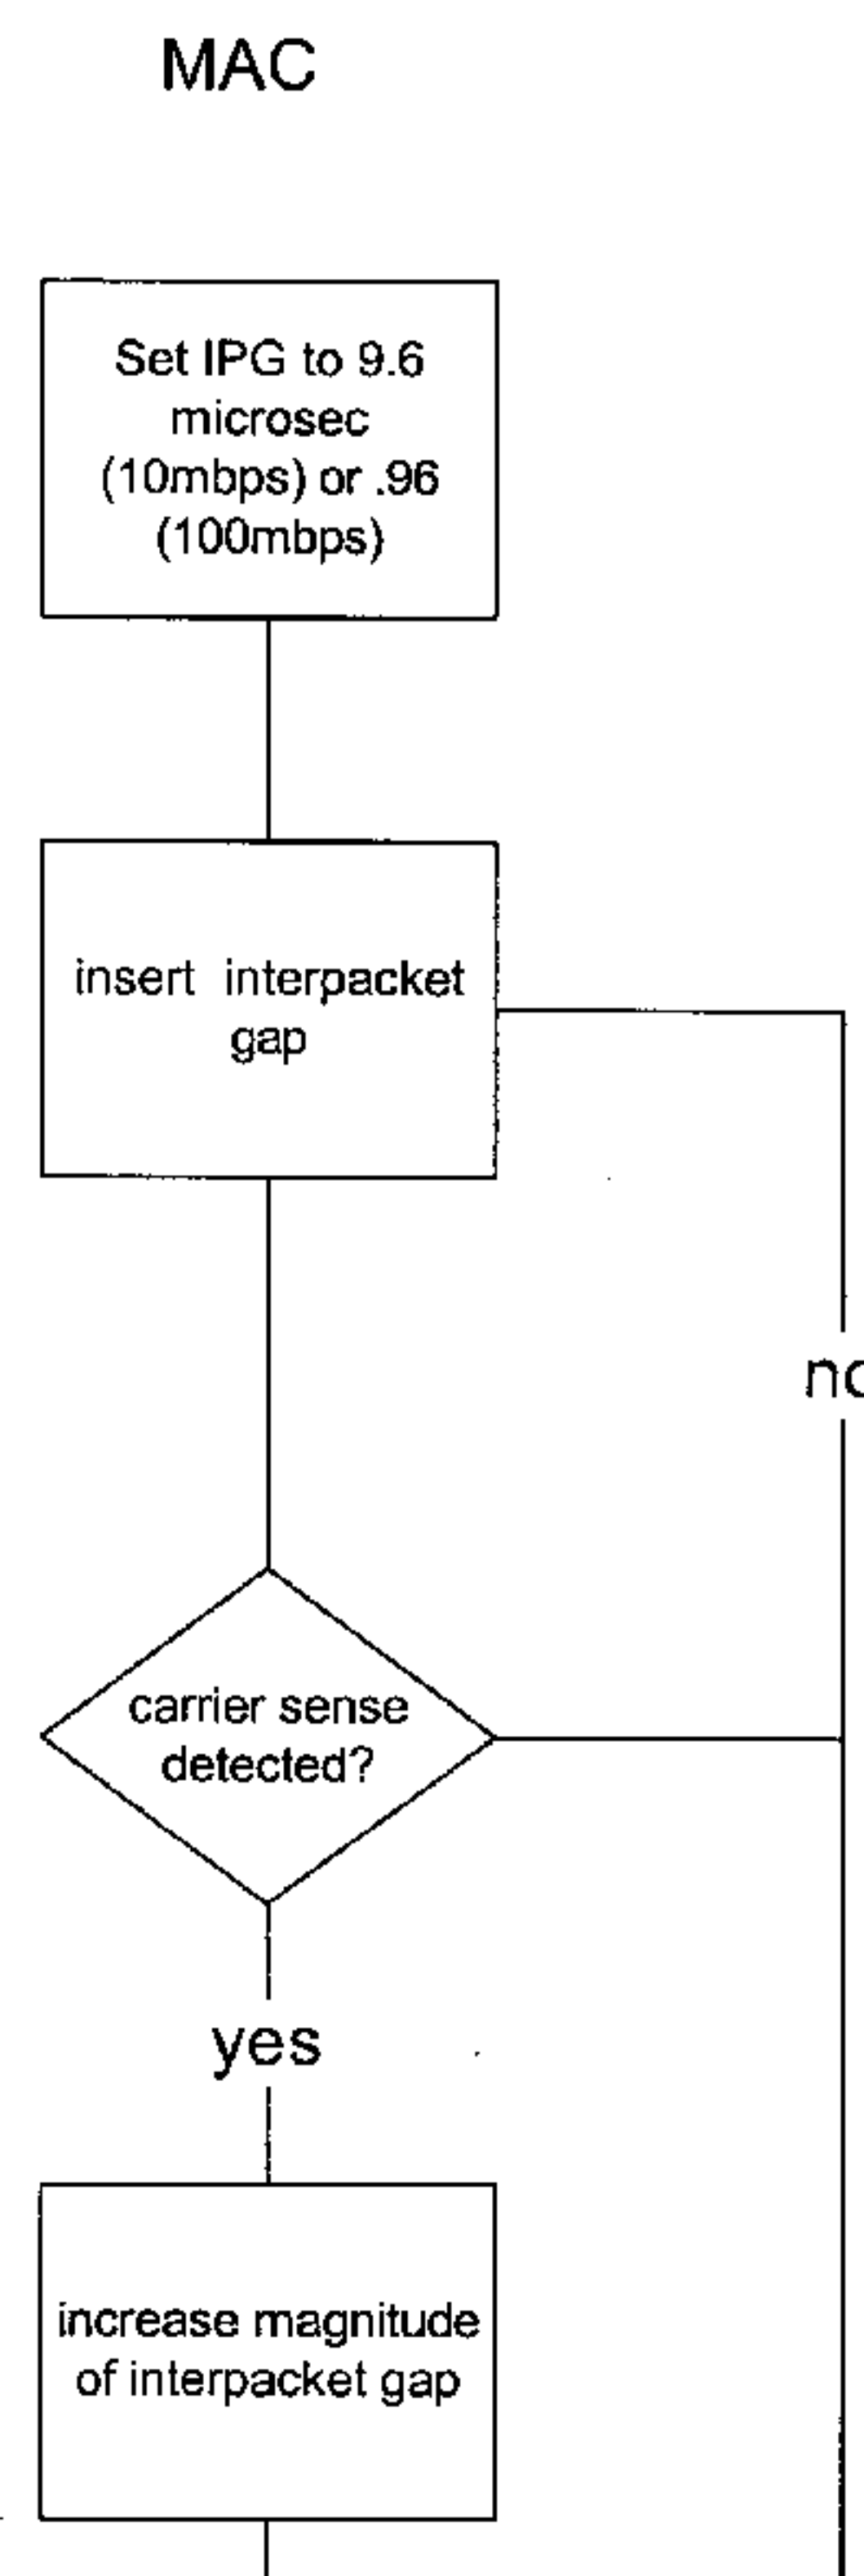 MAC
Set IPG to 9.6
microsec
(10mbps) or .96
(100mbps)
insert interpacket
gap
carrier sense
detected?
yes
increase magnitude
of interpacket gap